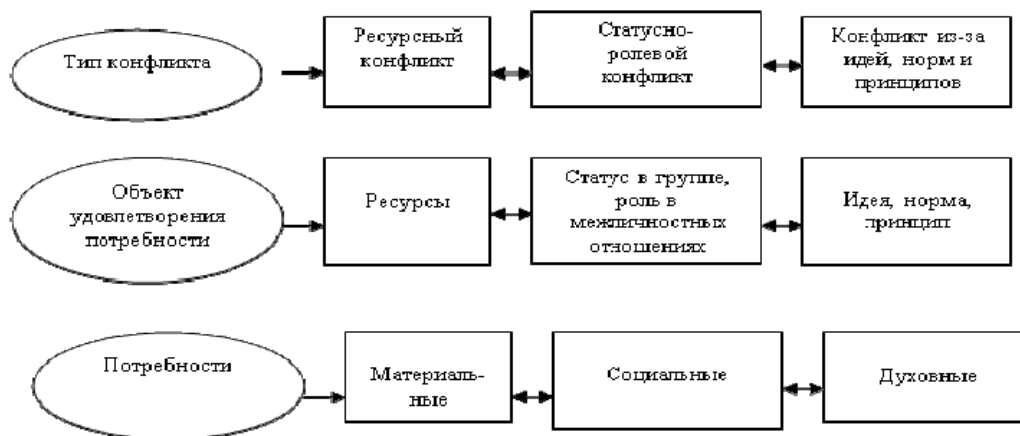 Тип конфликта
Ресурсный
конфликт
Статусно-
ролевой
конфликт
Конфликт из-за
идей, норм и
принципов
Объект
удовлетворения
потребности
Ресурсы
Статус в группе,
роль в
межличностных
отношениях
Идея, норма,
принцип
Потребности
Материаль-
ные
Социальные
Духовные